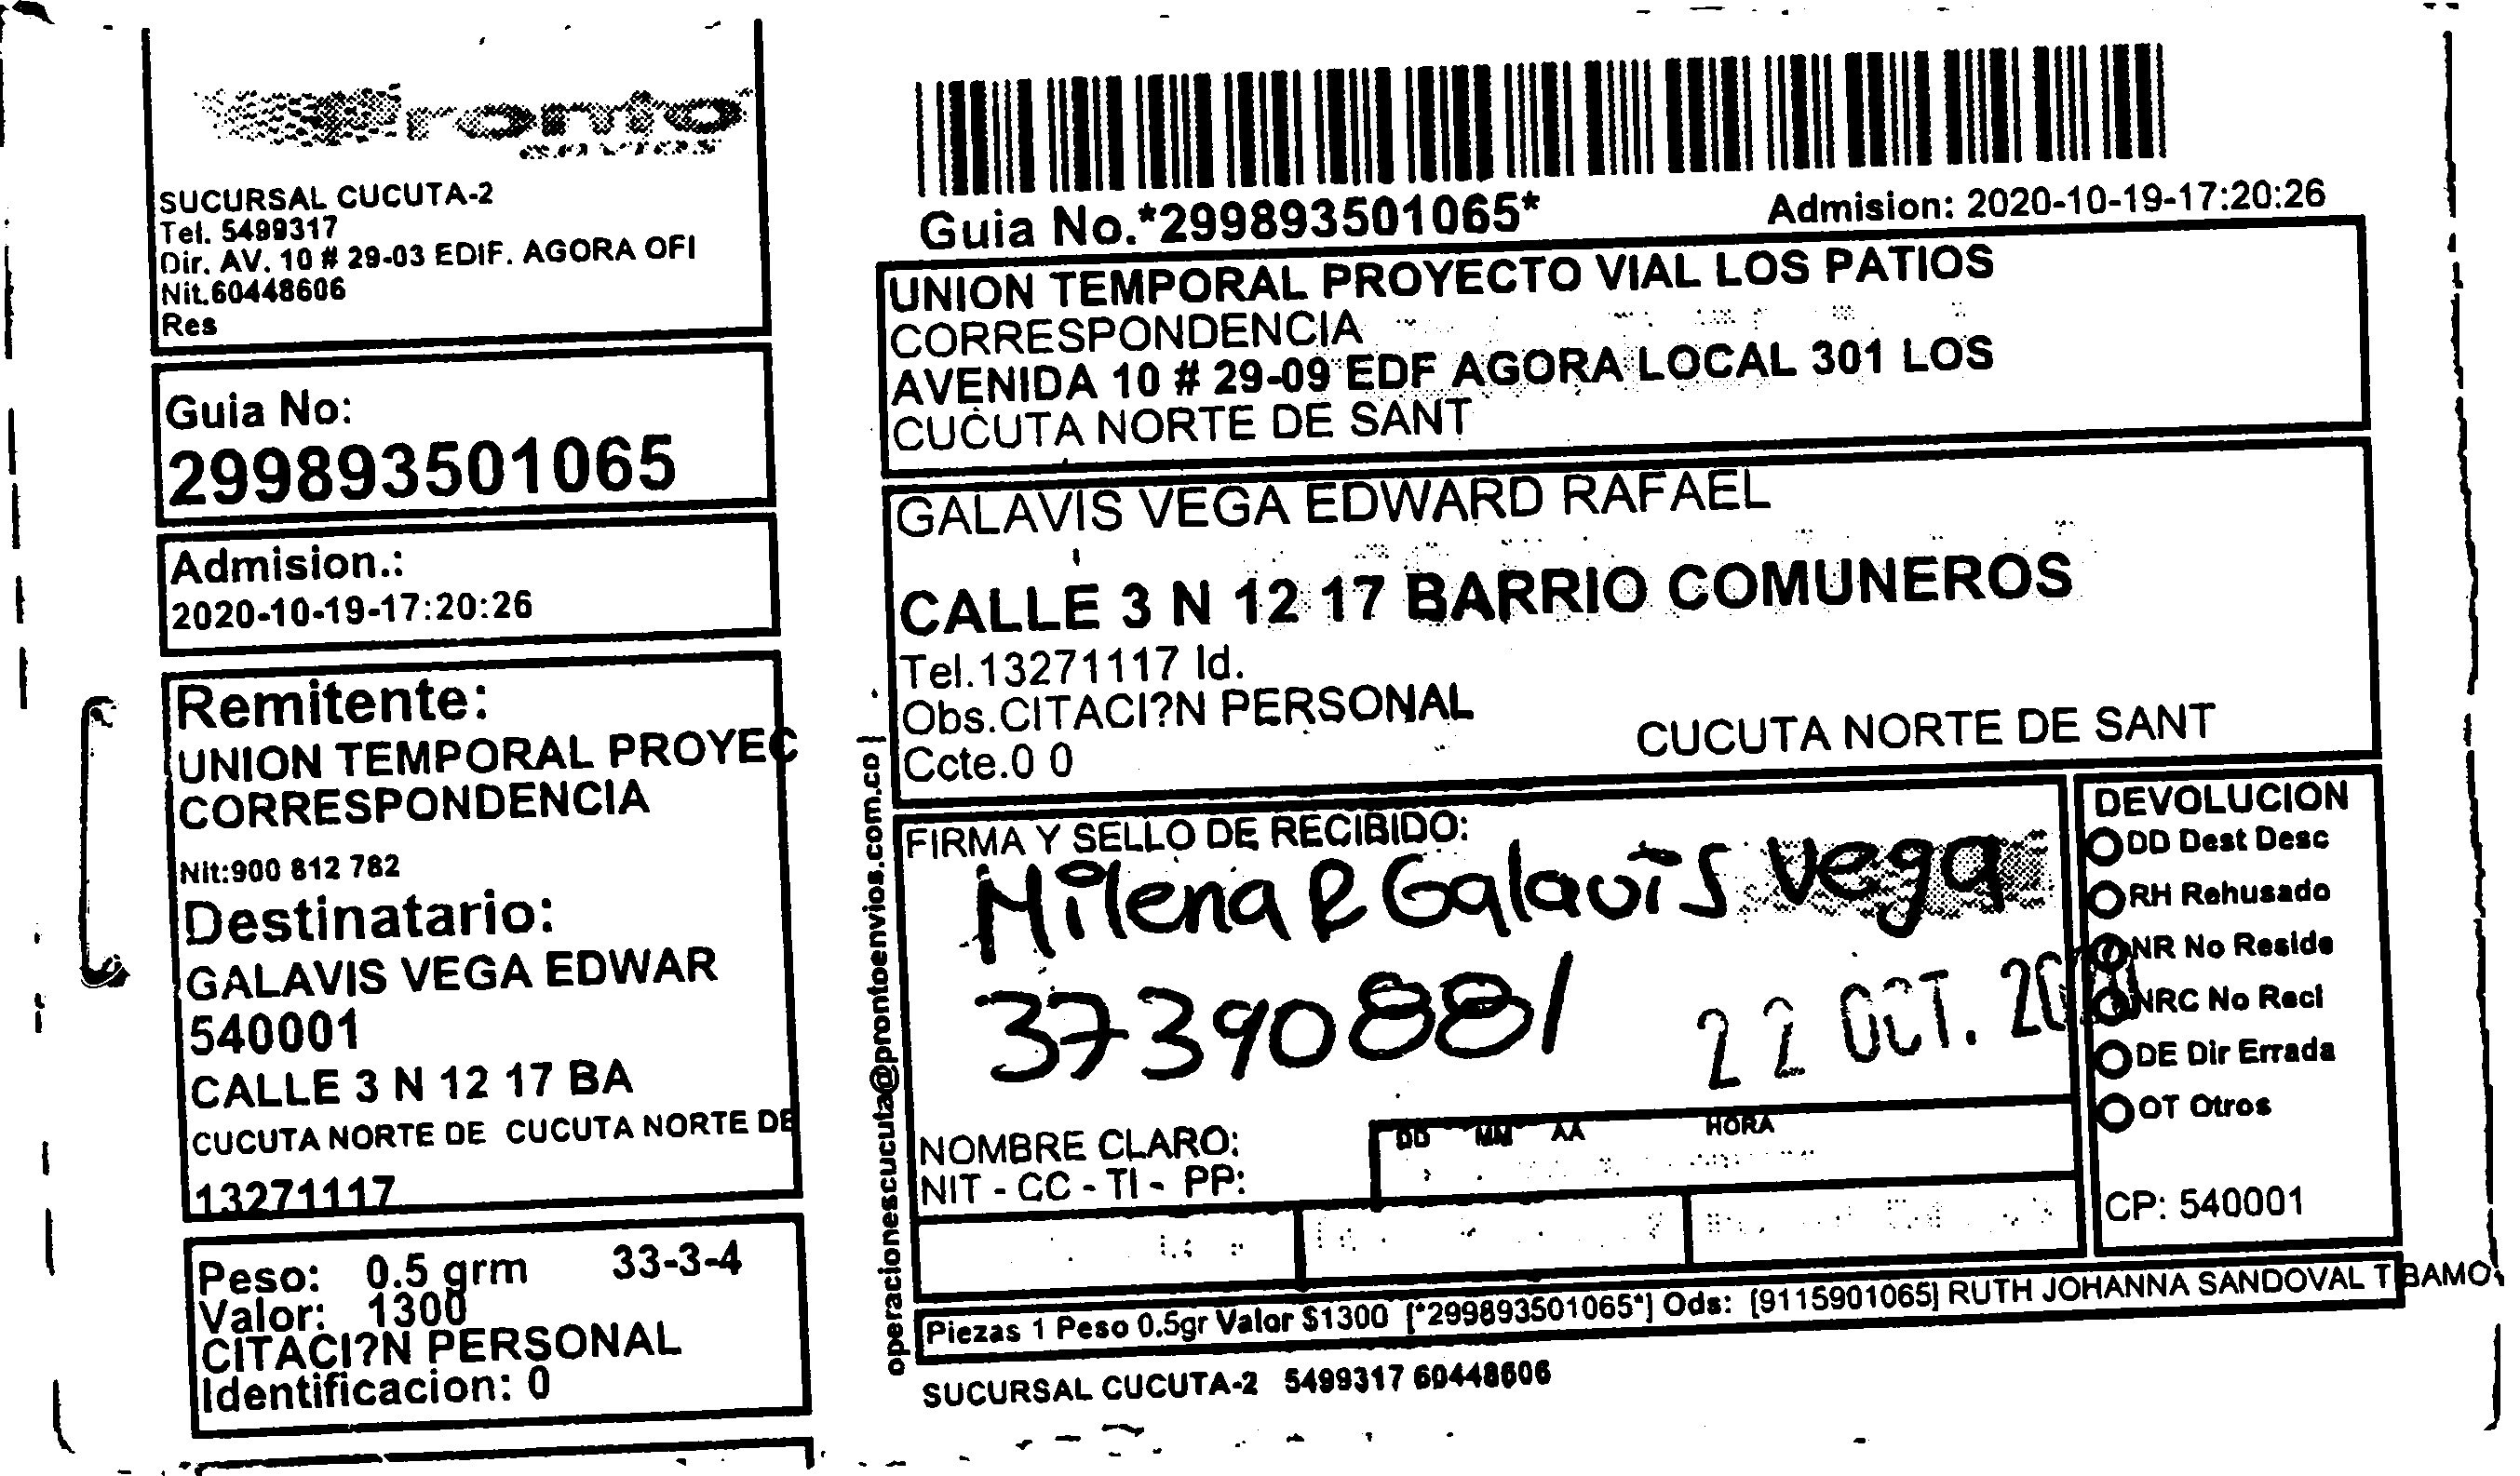 Pronto
envios
SUCURSAL CUCUTA-2
Tel. 5499317
Dir. AV. 10 # 29-03 EDIF. AGORA OFI
Nit.60448606
Res
Guia No:
299893501065
Admision.:
2020-10-19-17:20:26
Remitente:
UNION TEMPORAL PROYEC
CORRESPONDENCIA
Nit:900 812 782
Destinatario:
GALAVIS VEGA EDWAR
540001
CALLE 3 N 12 17 BA
CUCUTA NORTE DE CUCUTA NORTE DE
13271117
Peso: 0.5 grm 33-3-4
Valor: 1300
CITACI?N PERSONAL
Identificacion: 0
operacionescucuta@prontoenvios.com.co |
Guia No.*299893501065* Admision: 2020-10-19-17:20:26
UNION TEMPORAL PROYECTO VIAL LOS PATIOS
CORRESPONDENCIA
AVENIDA 10 # 29-09 EDF AGORA LOCAL 301 LOS
CUCUTA NORTE DE SANT
GALAVIS VEGA EDWARD RAFAEL
CALLE 3 N 12 17 BARRIO COMUNEROS
Tel.13271117 Id.
Obs.CITACI?N PERSONAL
CUCUTA NORTE DE SANT
Ccte.0 0
FIRMA Y SELLO DE RECIBIDO:
Milena R Galavis Vega
37390881
22 OCT. 2020
NOMBRE CLARO:
NIT - CC - TI - PP:
DD MM AA HORA
DEVOLUCION
DD Dest Desc
RH Rehusado
NR No Reside
NRC No Reci
DE Dir Errada
OT Otros
CP: 540001
Piezas 1 Peso 0.5gr Valor $1300 [*299893501065*] Ods: [9115901065] RUTH JOHANNA SANDOVAL TIBAMO
SUCURSAL CUCUTA-2 5499317 60448606